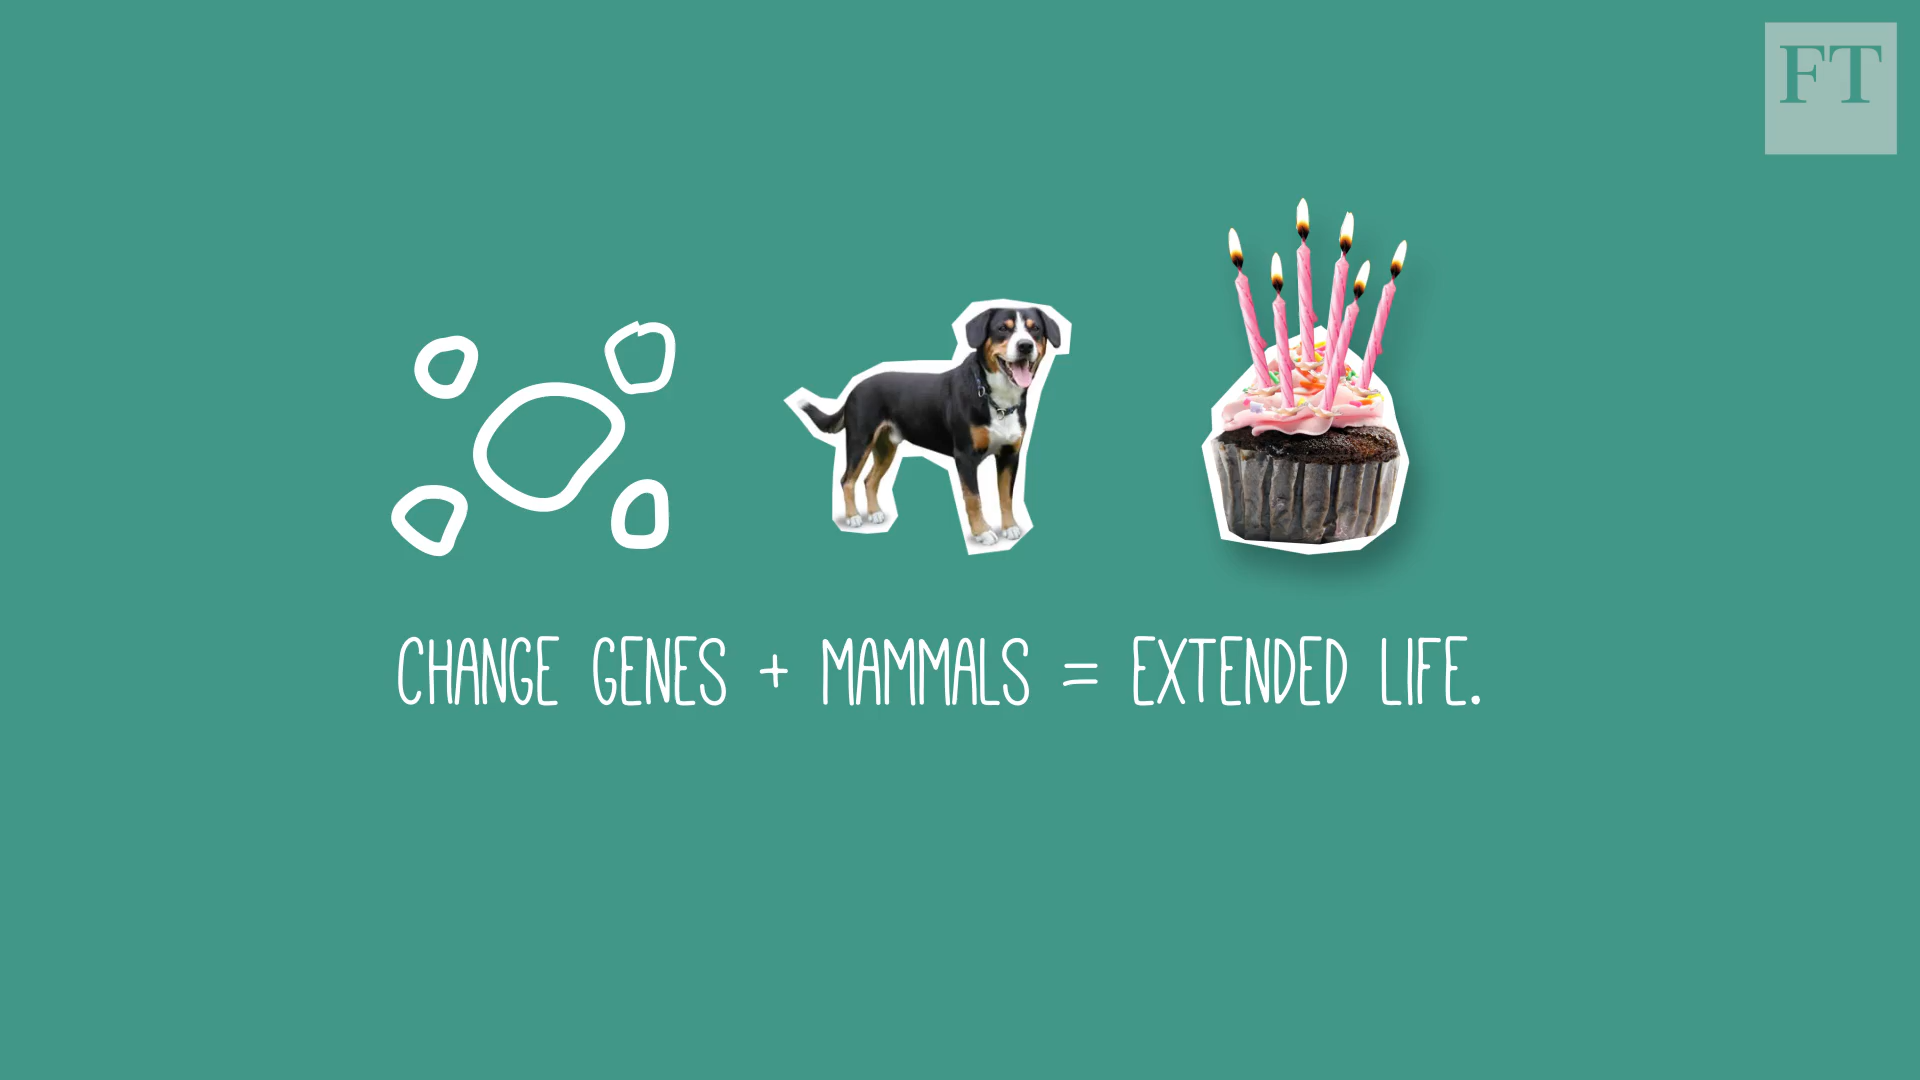 FT
CHANGE GENES + MAMMALS = EXTENDED LIFE.